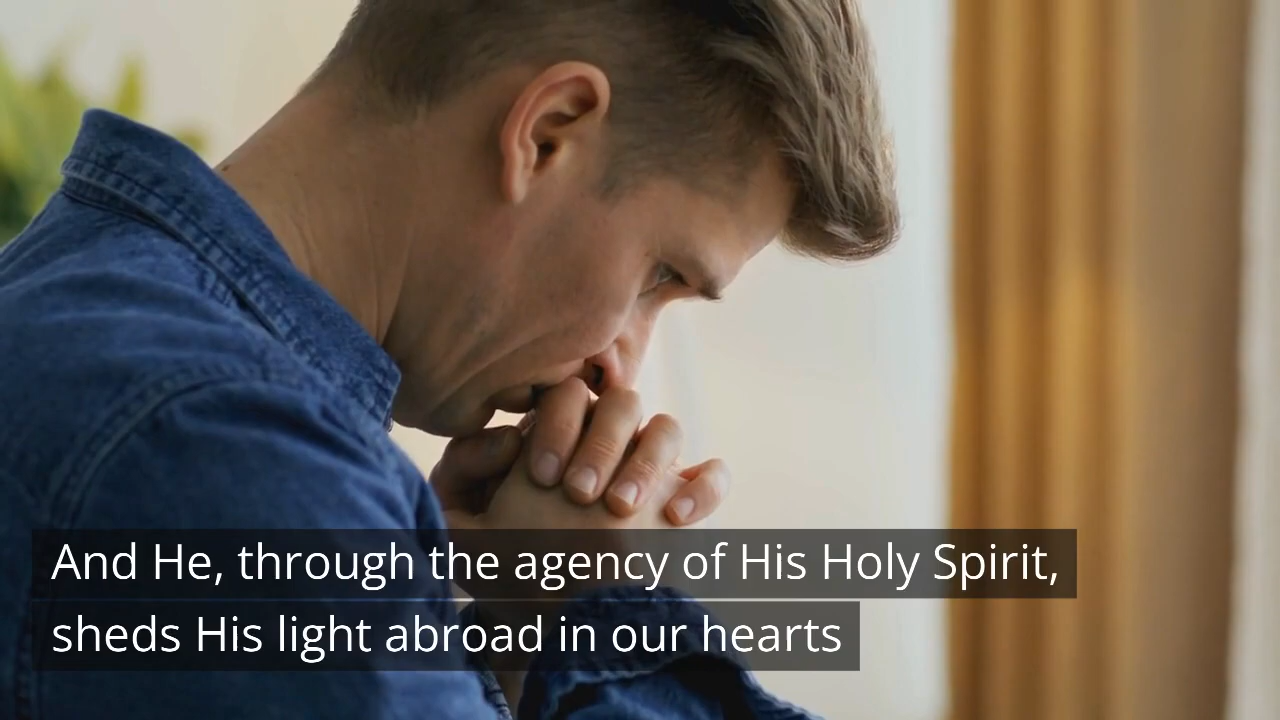 And He, through the agency of His Holy Spirit,
sheds His light abroad in our hearts